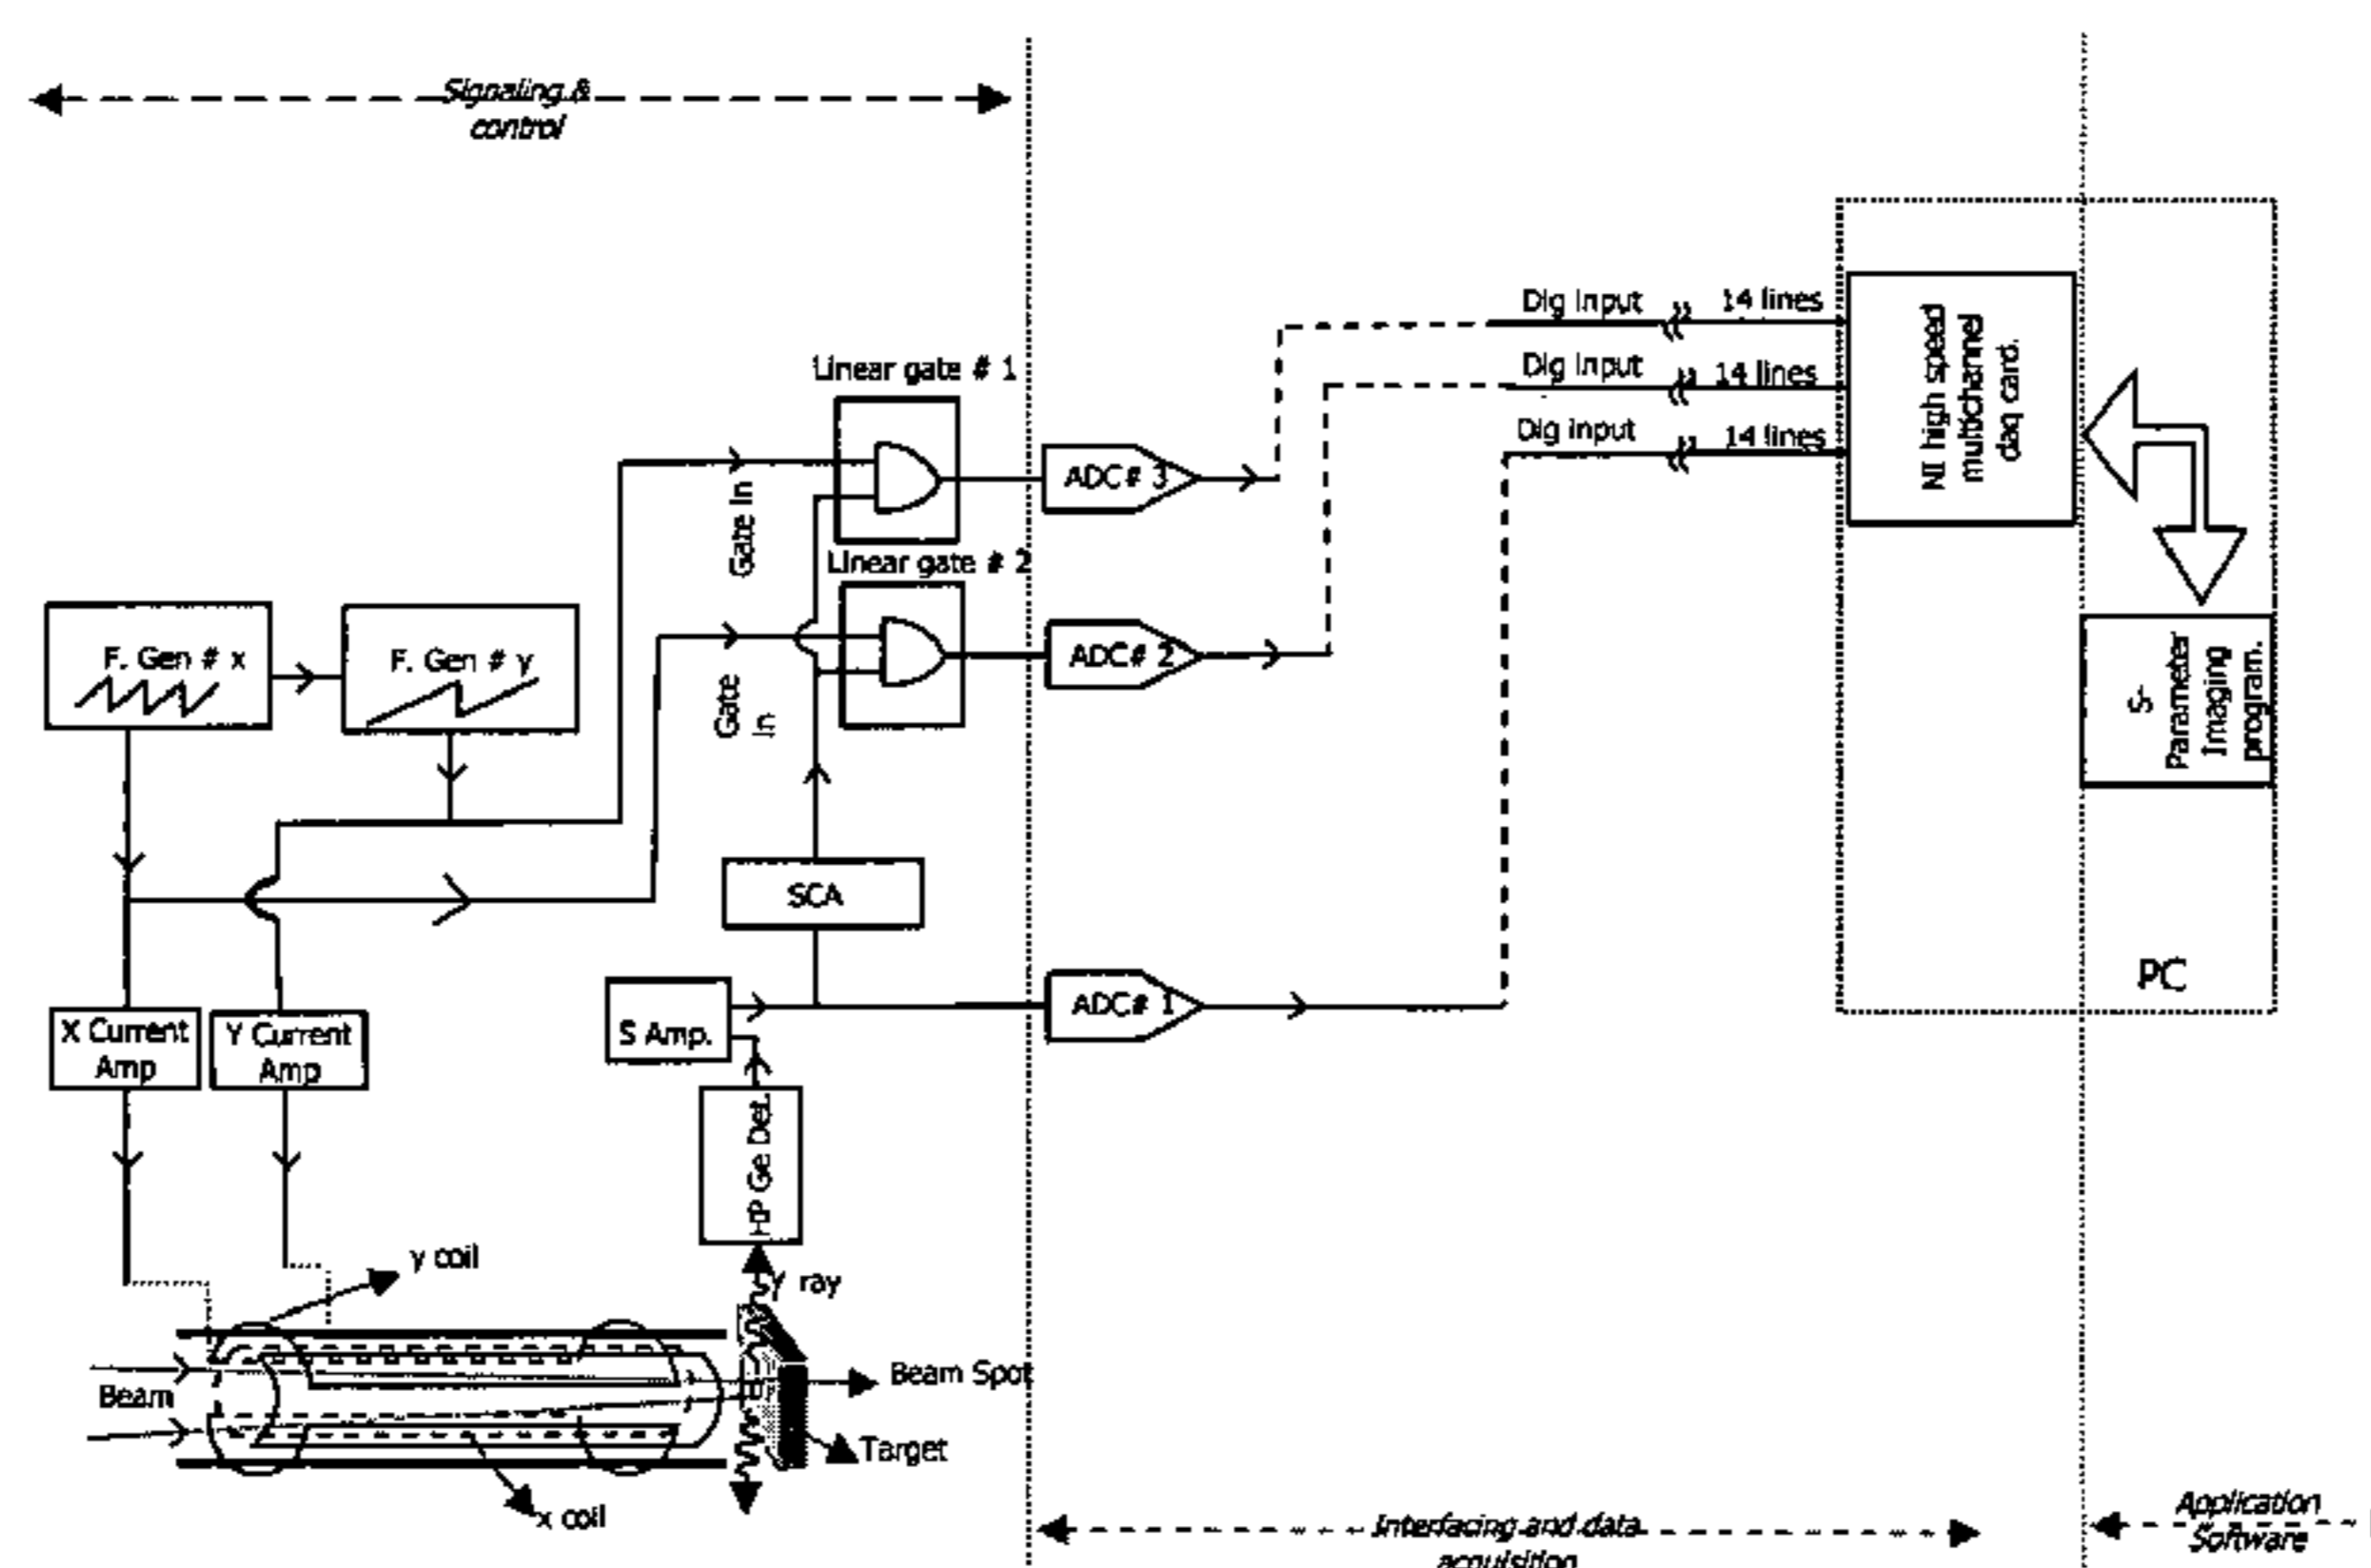 Signaling &
control
Dig Input
14 lines
Linear gate # 1
Dig Input
14 lines
Dig input
14 lines
NI high speed
multichannel
daq card.
ADC# 3
Gate in
Linear gate # 2
F. Gen # x
F. Gen # y
ADC# 2
Gate
in
S-
Parameter
Imaging
program.
SCA
PC
X Current
Amp
Y Current
Amp
S Amp.
ADC# 1
HP Ge Det.
y coil
γ ray
Beam
Beam Spot
Target
x coil
Interfacing and data
acquisition
Application
Software